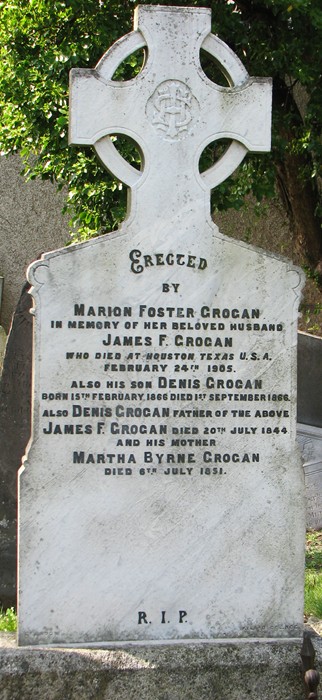 IHS
ERECTED
BY
MARION FOSTER GROGAN
IN MEMORY OF HER BELOVED HUSBAND
JAMES F. GROGAN
WHO DIED AT HOUSTON TEXAS U.S.A.
FEBRUARY 24TH 1905.
ALSO HIS SON DENIS GROGAN
BORN 15TH FEBRUARY 1866 DIED 1ST SEPTEMBER 1866.
ALSO DENIS GROGAN FATHER OF THE ABOVE
JAMES F. GROGAN DIED 20TH JULY 1844
AND HIS MOTHER
MARTHA BYRNE GROGAN
DIED 6TH JULY 1851.
R. I. P.